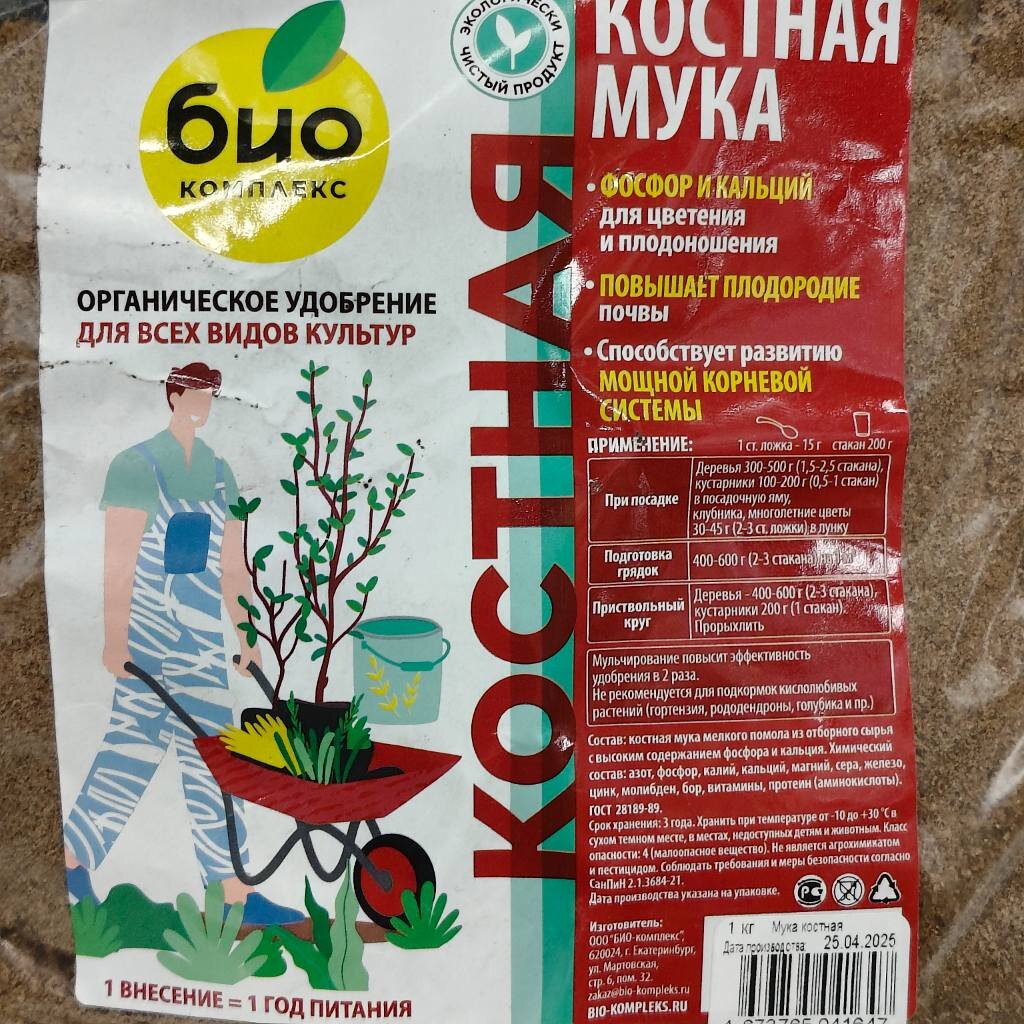 био
КОМПЛЕКС
ЭКОЛОГИЧЕСКИ
ЧИСТЫЙ ПРОДУКТ
ОРГАНИЧЕСКОЕ УДОБРЕНИЕ
ДЛЯ ВСЕХ ВИДОВ КУЛЬТУР
1 ВНЕСЕНИЕ = 1 ГОД ПИТАНИЯ
КОСТНАЯ
КОСТНАЯ
МУКА
• ФОСФОР И КАЛЬЦИЙ
для цветения
и плодоношения
• ПОВЫШАЕТ ПЛОДОРОДИЕ
почвы
• Способствует развитию
МОЩНОЙ КОРНЕВОЙ
СИСТЕМЫ
ПРИМЕНЕНИЕ:
1 ст. ложка - 15 г стакан 200 г
При посадке
Деревья 300-500 г (1,5-2,5 стакана),
кустарники 100-200 г (0,5-1 стакан)
в посадочную яму,
клубника, многолетние цветы
30-45 г (2-3 ст. ложки) в лунку
Подготовка
грядок
400-600 г (2-3 стакана)
Приствольный
круг
Деревья - 400-600 г (2-3 стакана),
кустарники 200 г (1 стакан).
Прорыхлить
Мульчирование повысит эффективность
удобрения в 2 раза.
Не рекомендуется для подкормок кислолюбивых
растений (гортензия, рододендроны, голубика и пр.)
Состав: костная мука мелкого помола из отборного сырья
с высоким содержанием фосфора и кальция. Химический
состав: азот, фосфор, калий, кальций, магний, сера, железо,
цинк, молибден, бор, витамины, протеин (аминокислоты).
ГОСТ 28189-89.
Срок хранения: 3 года. Хранить при температуре от -10 до +30 °С в
сухом темном месте, в местах, недоступных детям и животным. Класс
опасности: 4 (малоопасное вещество). Не является агрохимикатом
и пестицидом. Соблюдать требования и меры безопасности согласно
СанПиН 2.1.3684-21.
Дата производства указана на упаковке.
Изготовитель:
ООО "БИО-комплекс",
620024, г. Екатеринбург,
ул. Мартовская,
стр. 6, пом. 32.
zakaz@bio-kompleks.ru
BIO-KOMPLEKS.RU
1 кг Мука костная
Дата производства: 25.04.2025